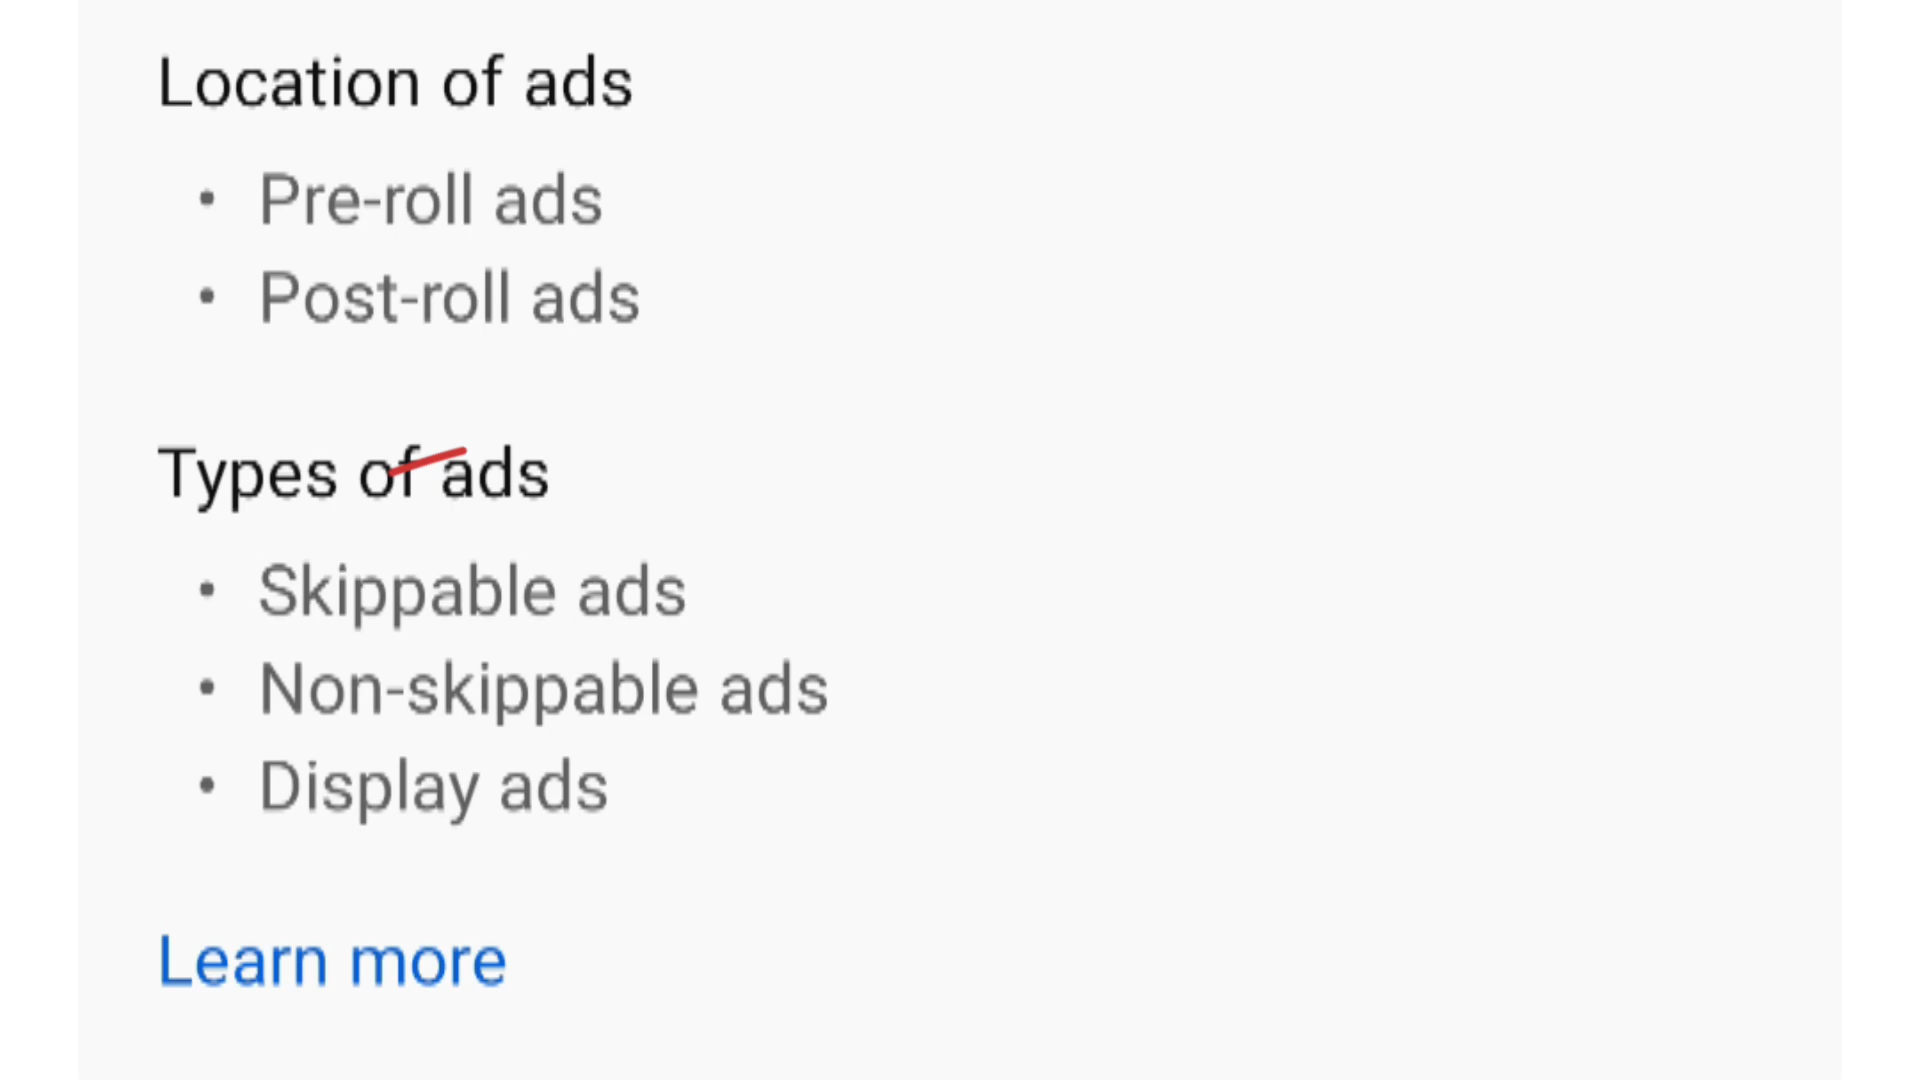 Location of ads
• Pre-roll ads
• Post-roll ads
Types of ads
• Skippable ads
• Non-skippable ads
• Display ads
Learn more